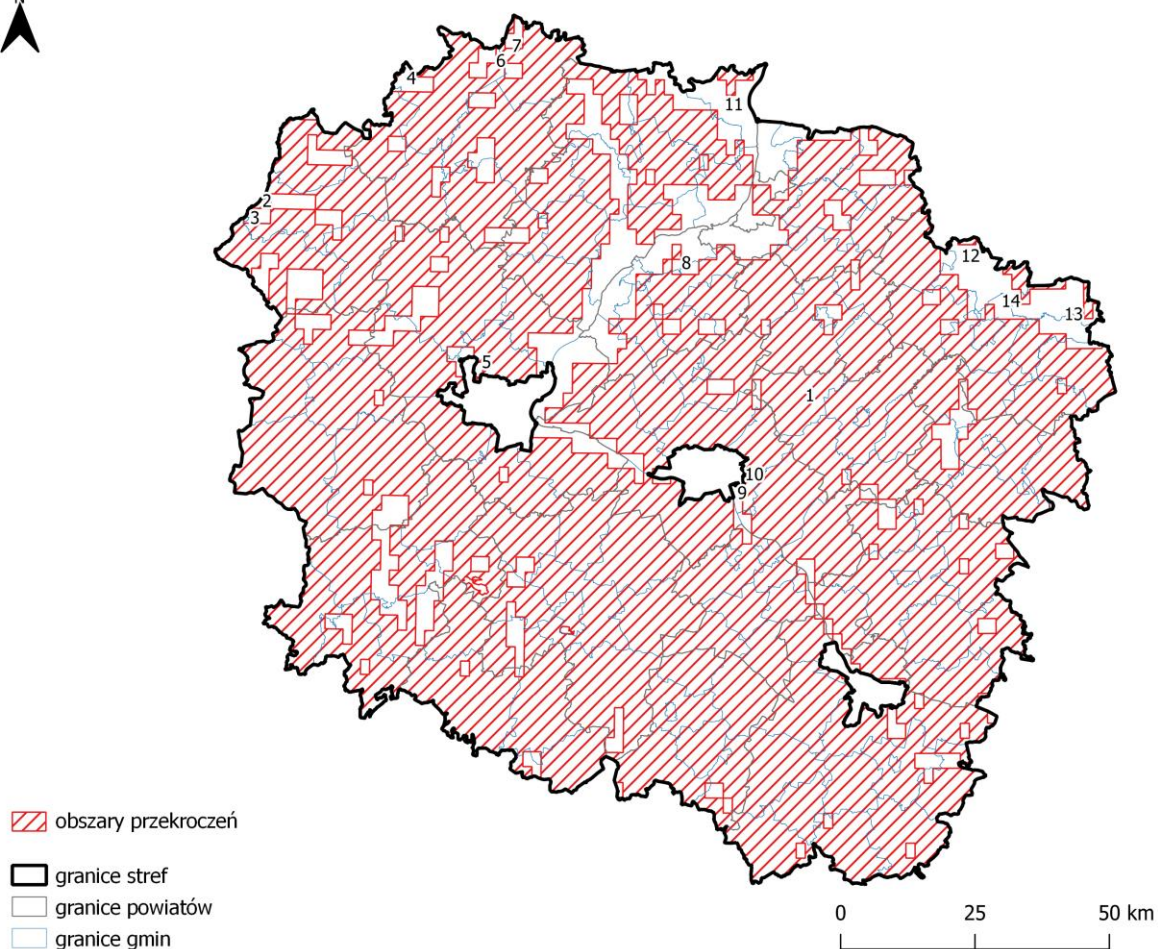 N
7
6
4
11
2
3
8
12
14
13
5
1
10
9
obszary przekroczeń
granice stref
granice powiatów
granice gmin
0 25 50 km